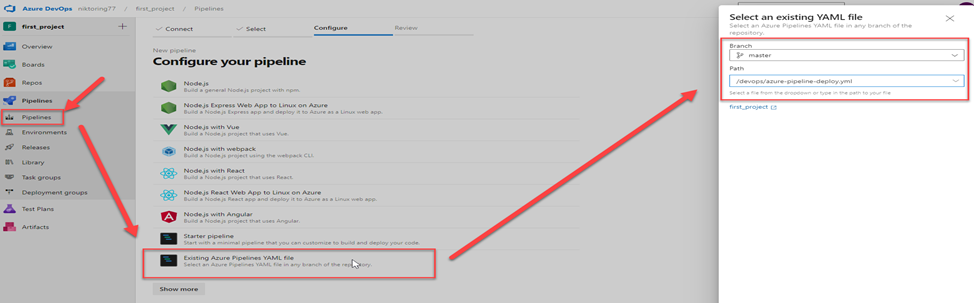 Azure DevOps
niktoring77 / first_project / Pipelines
first_project
Overview
Boards
Repos
Pipelines
Pipelines
Environments
Releases
Library
Task groups
Deployment groups
Test Plans
Artifacts
Connect
Select
Configure
Review
New pipeline
Configure your pipeline
Node.js
Build a general Node.js project with npm.
Node.js Express Web App to Linux on Azure
Build a Node.js Express app and deploy it to Azure as a Linux web app.
Node.js with Vue
Build a Node.js project that uses Vue.
Node.js with webpack
Build a Node.js project using the webpack CLI.
Node.js with React
Build a Node.js project that uses React.
Node.js React Web App to Linux on Azure
Build a Node.js React app and deploy it to Azure as a Linux web app.
Node.js with Angular
Build a Node.js project that uses Angular.
Starter pipeline
Start with a minimal pipeline that you can customize to build and deploy your code.
Existing Azure Pipelines YAML file
Select an Azure Pipelines YAML file in any branch of the repository.
Show more
Select an existing YAML file
Select an Azure Pipelines YAML file in any branch of the
repository.
Branch
master
Path
/devops/azure-pipeline-deploy.yml
Select a file from the dropdown or type in the path to your file
first_project